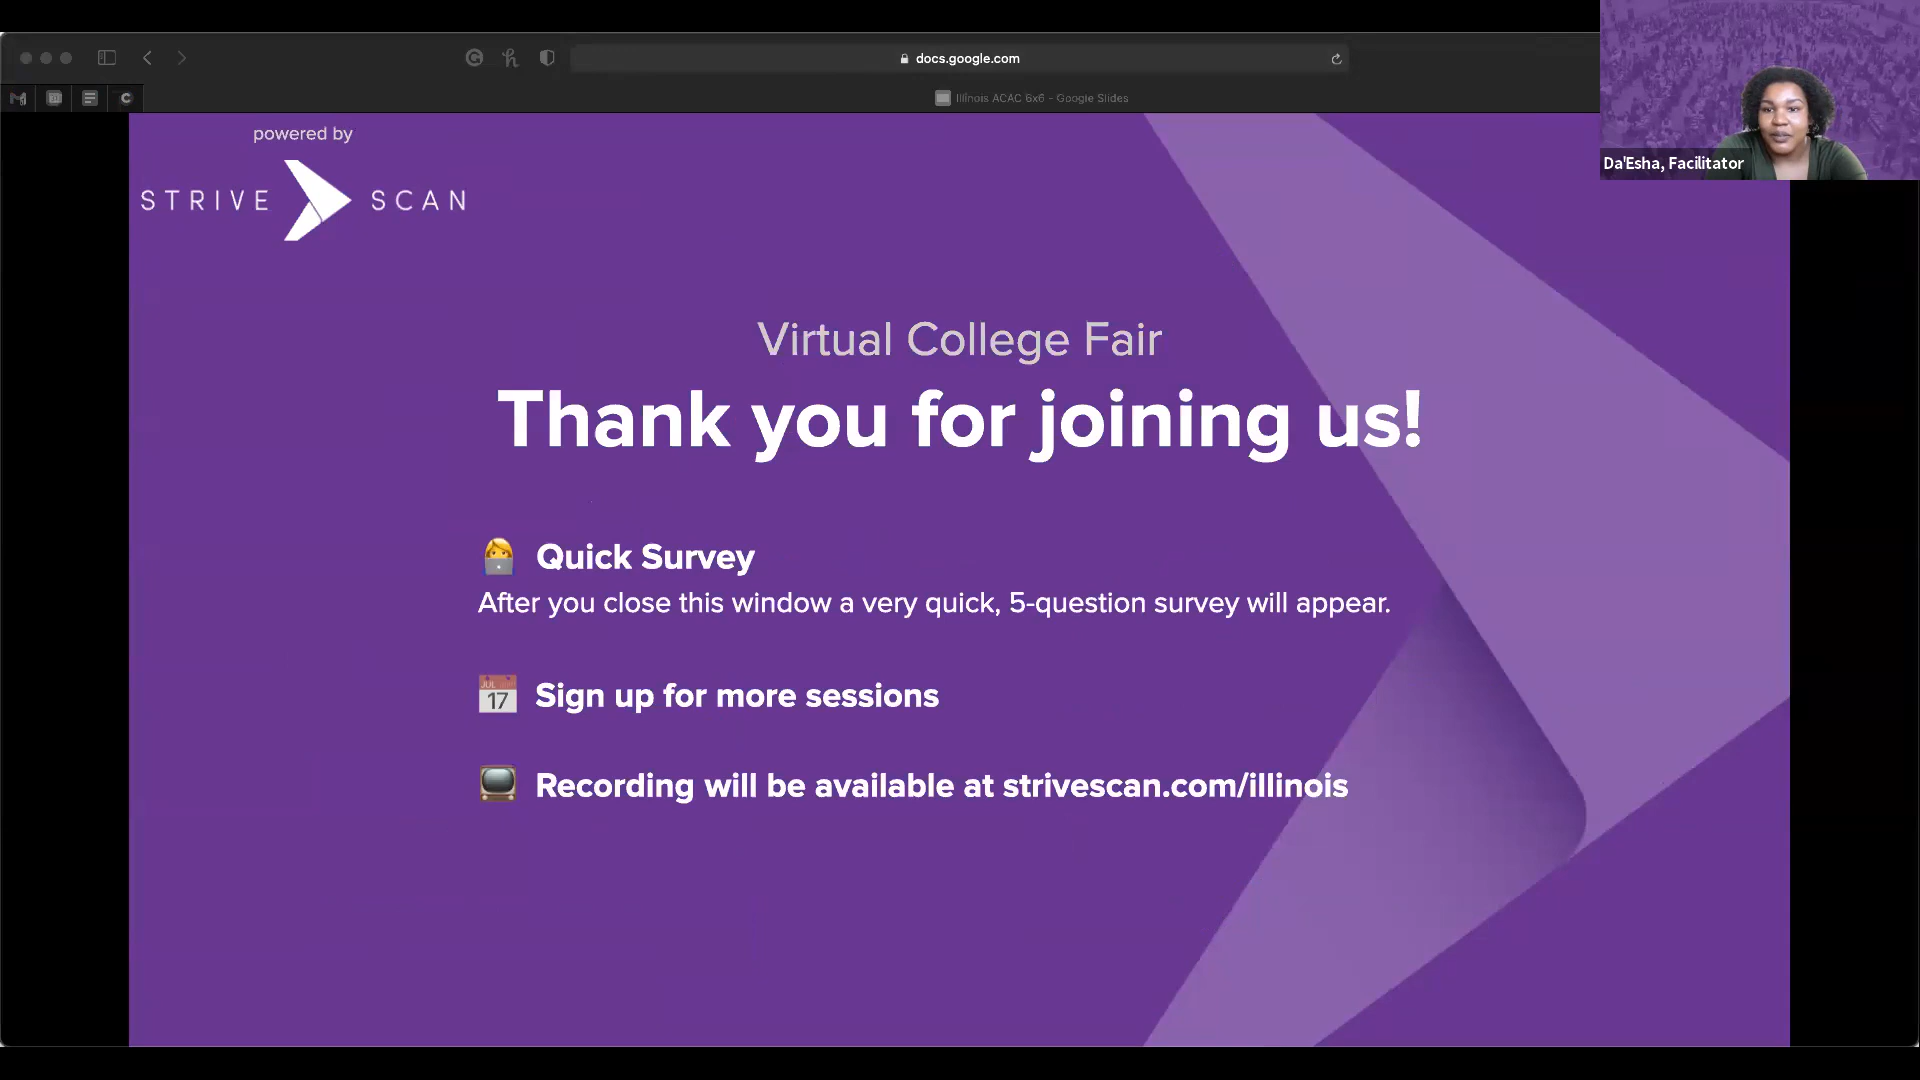 docs.google.com
Illinois ACAC 6x6 - Google Slides
Da'Esha, Facilitator
powered by
STRIVE SCAN
Virtual College Fair
Thank you for joining us!
Quick Survey
After you close this window a very quick, 5-question survey will appear.
JUL
17
Sign up for more sessions
Recording will be available at strivescan.com/illinois